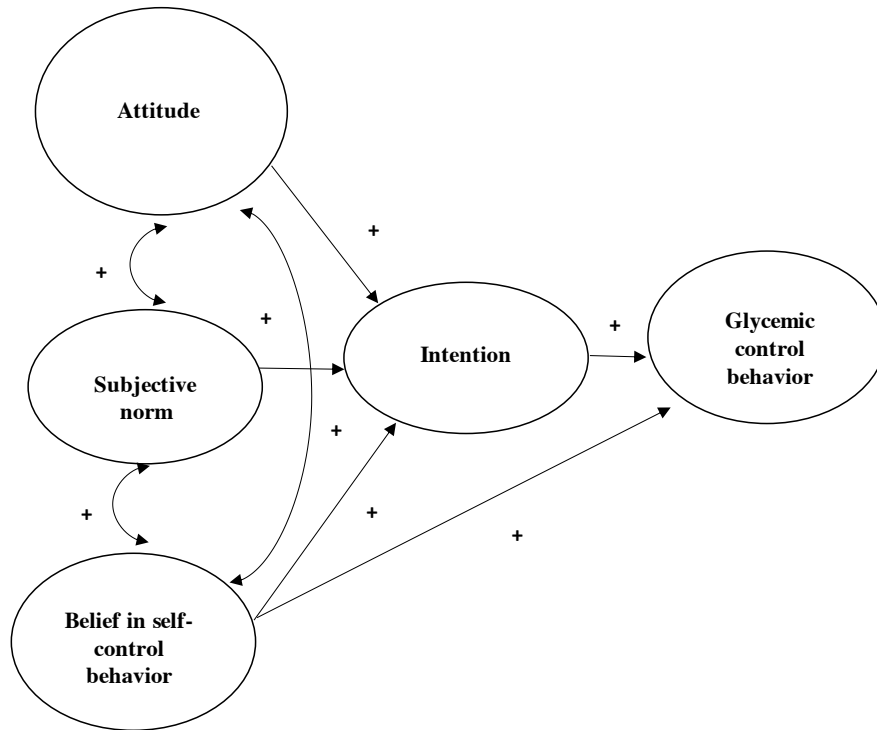 Attitude
+
+
+
+
Intention
Glycemic
control
behavior
Subjective
norm
+
+
+
+
Belief in self-
control
behavior